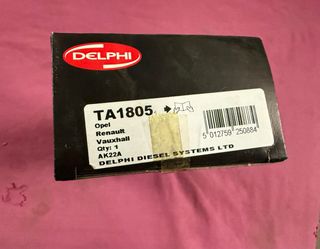 DELPHI
TA1805
Opel
Renault
Vauxhall
Qty: 1
AK22A
DELPHI DIESEL SYSTEMS LTD
5 012759 250884